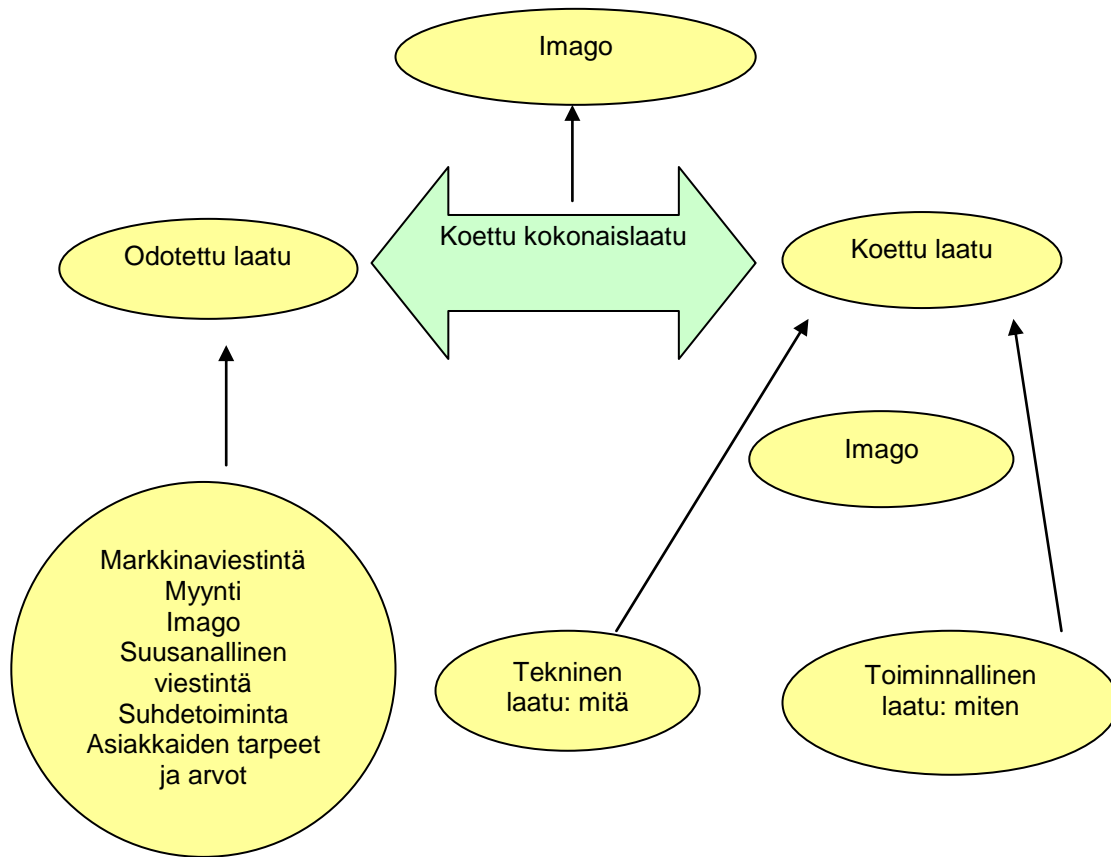 Imago
Koettu kokonaislaatu
Odotettu laatu
Koettu laatu
Imago
Markkinaviestintä
Myynti
Imago
Suusanallinen
viestintä
Suhdetoiminta
Asiakkaiden tarpeet
ja arvot
Tekninen
laatu: mitä
Toiminnallinen
laatu: miten